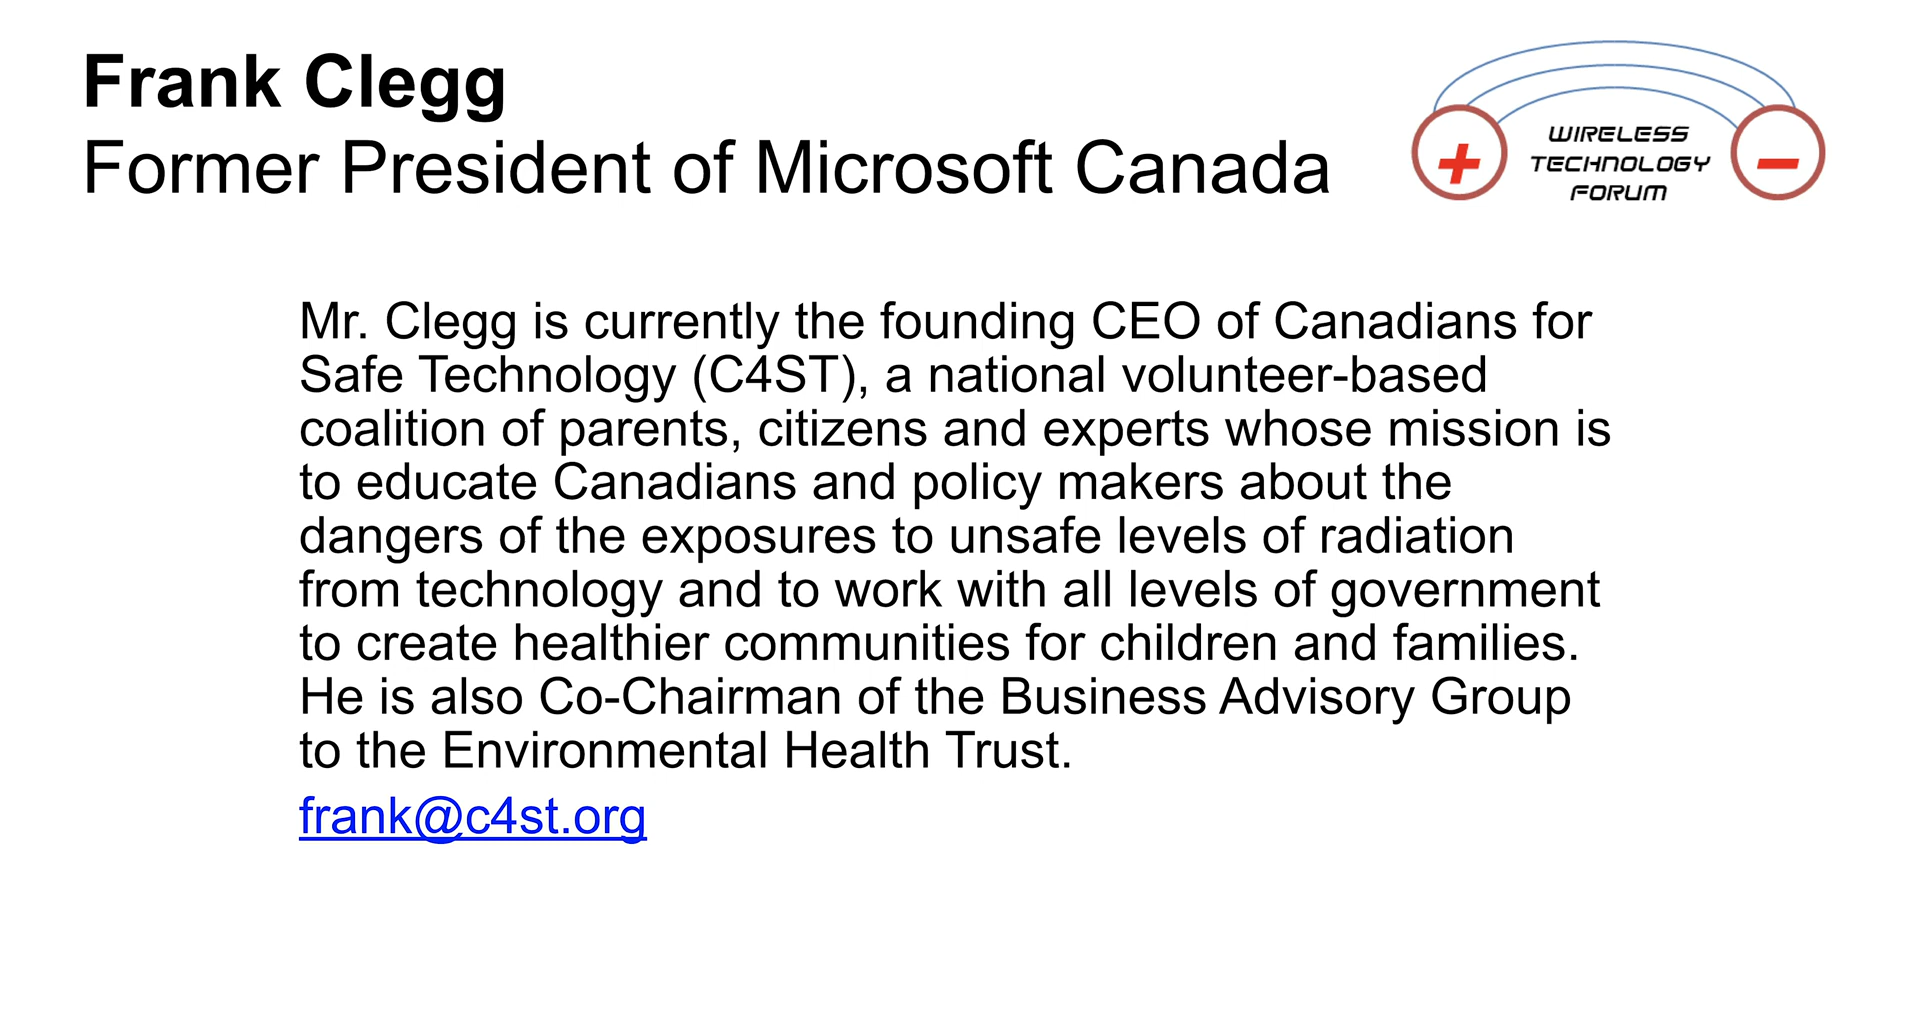 Frank Clegg
Former President of Microsoft Canada
WIRELESS
TECHNOLOGY
FORUM
Mr. Clegg is currently the founding CEO of Canadians for
Safe Technology (C4ST), a national volunteer-based
coalition of parents, citizens and experts whose mission is
to educate Canadians and policy makers about the
dangers of the exposures to unsafe levels of radiation
from technology and to work with all levels of government
to create healthier communities for children and families.
He is also Co-Chairman of the Business Advisory Group
to the Environmental Health Trust.
frank@c4st.org